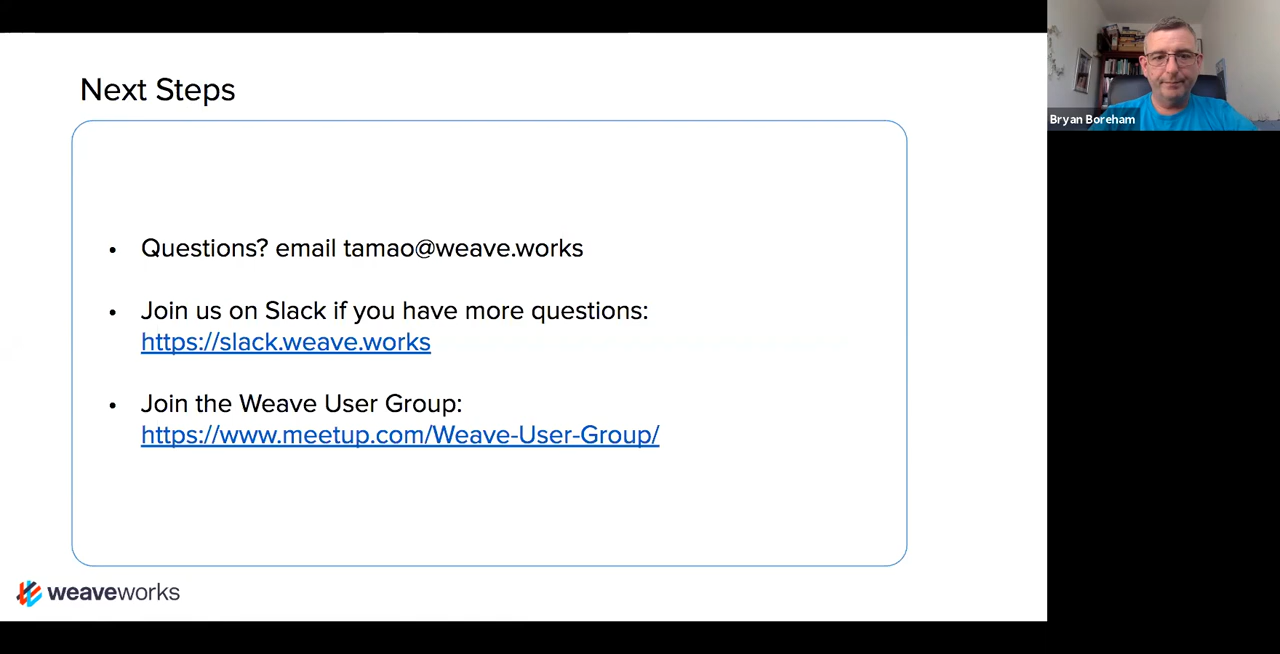 Next Steps
• Questions? email tamao@weave.works
• Join us on Slack if you have more questions:
https://slack.weave.works
• Join the Weave User Group:
https://www.meetup.com/Weave-User-Group/
weaveworks
Bryan Boreham